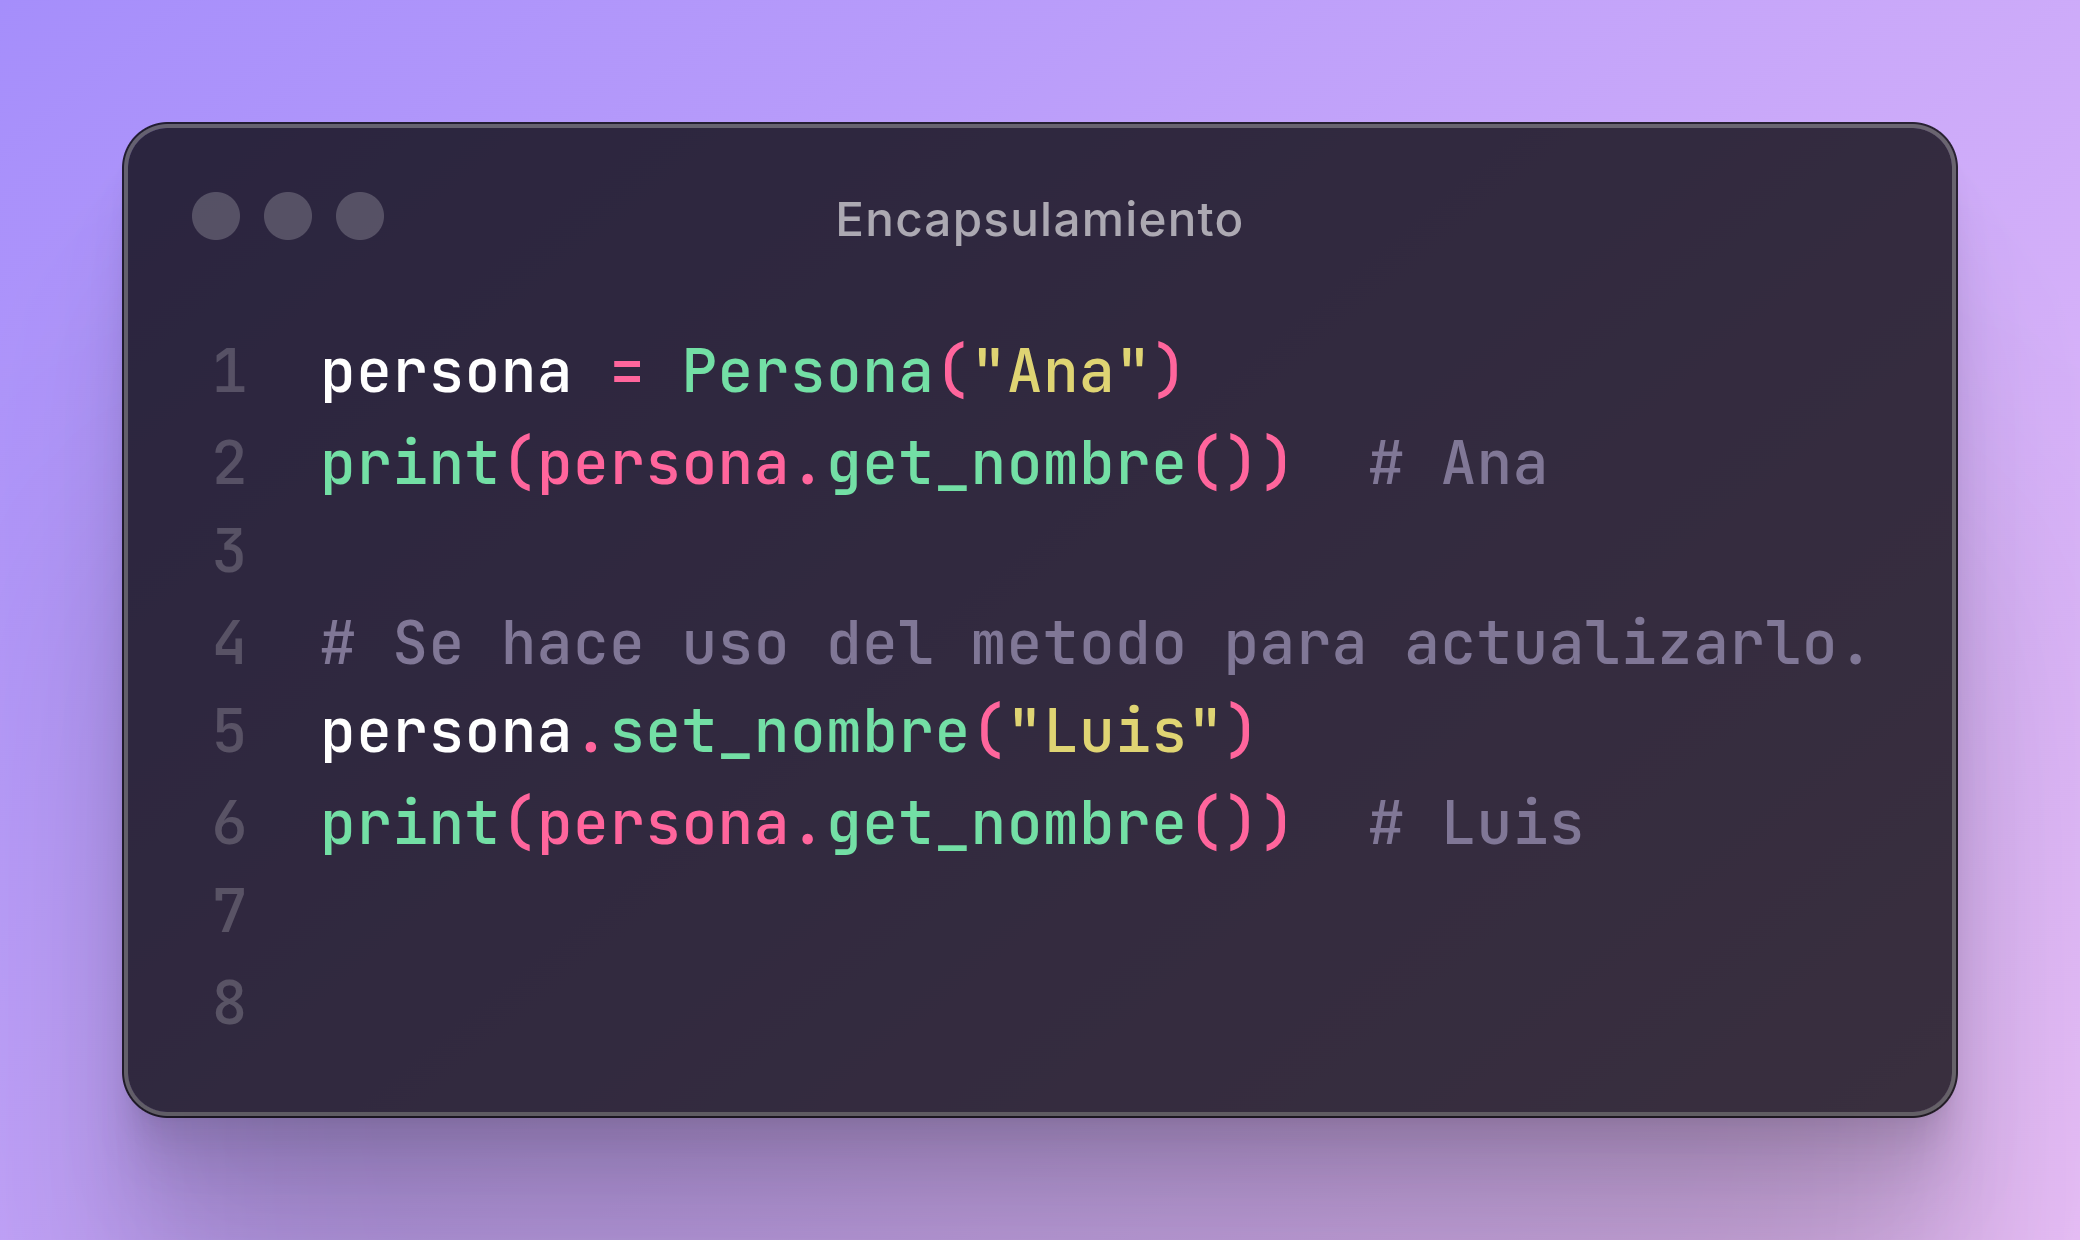 Encapsulamiento
1 persona = Persona("Ana")
2 print(persona.get_nombre())  # Ana
3
4 # Se hace uso del metodo para actualizarlo.
5 persona.set_nombre("Luis")
6 print(persona.get_nombre())  # Luis
7
8